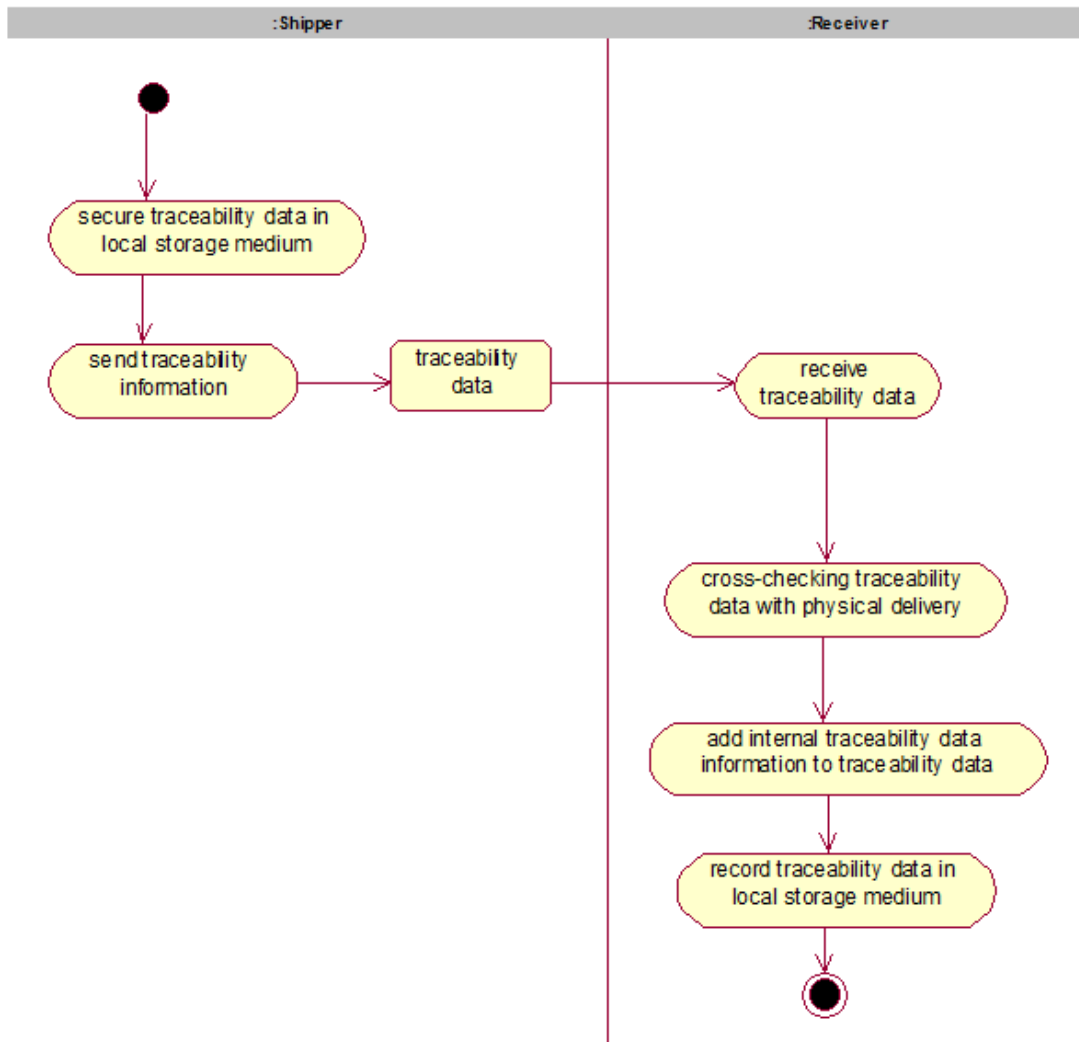 :Shipper
:Receiver
secure traceability data in
local storage medium
send traceability
information
traceability
data
receive
traceability data
cross-checking traceability
data with physical delivery
add internal traceability data
information to traceability data
record traceability data in
local storage medium